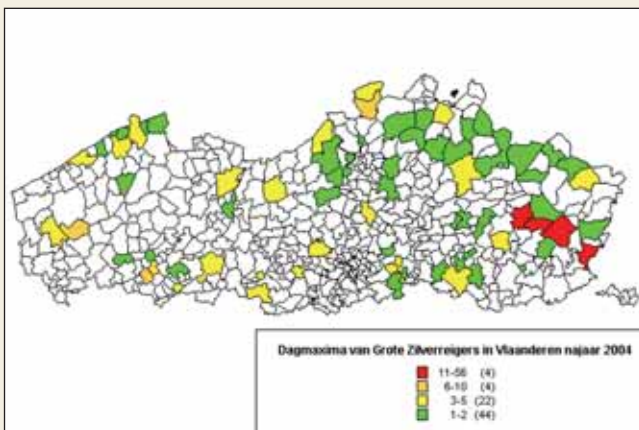 Dagmaxima van Grote Zilverreigers in Vlaanderen najaar 2004
11-56 (4)
6-10 (4)
3-5 (22)
1-2 (44)